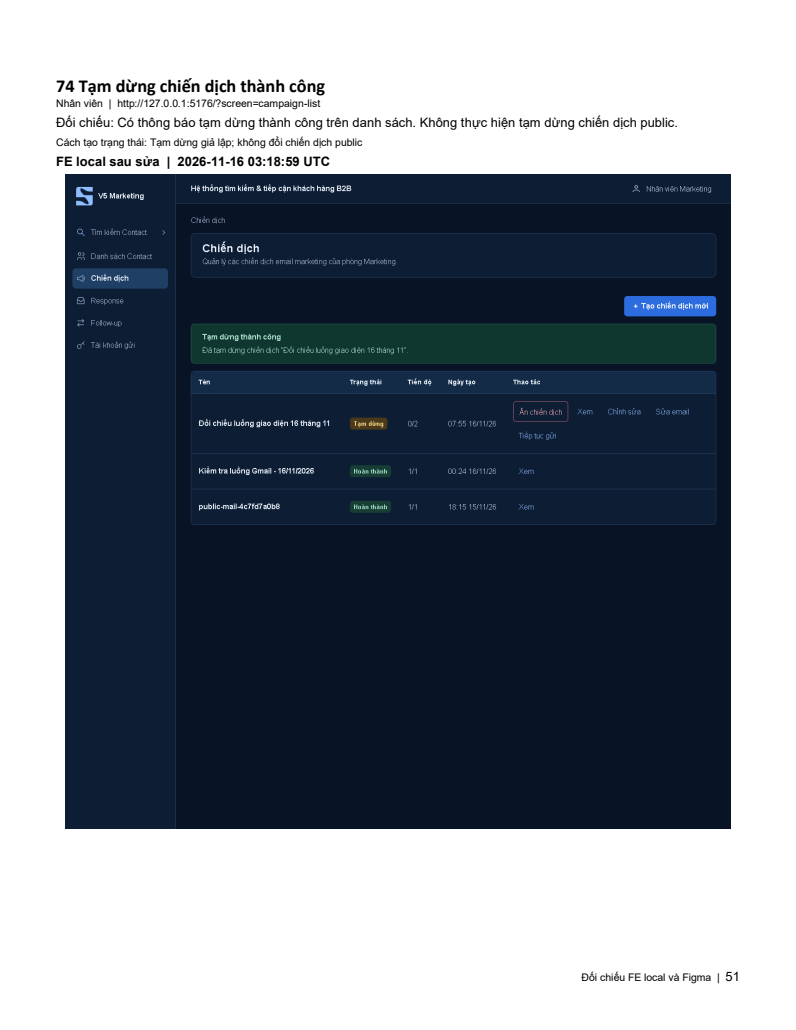 74 Tạm dừng chiến dịch thành công
Nhân viên | http://127.0.0.1:5176/?screen=campaign-list
Đối chiếu: Có thông báo tạm dừng thành công trên danh sách. Không thực hiện tạm dừng chiến dịch public.
Cách tạo trạng thái: Tạm dừng giả lập; không đổi chiến dịch public
FE local sau sửa | 2026-11-16 03:18:59 UTC
V5 Marketing
Hệ thống tìm kiếm & tiếp cận khách hàng B2B
Nhân viên Marketing
Tìm kiếm Contact
Danh sách Contact
Chiến dịch
Response
Follow-up
Tài khoản gửi
Chiến dịch
Chiến dịch
Quản lý các chiến dịch email marketing của phòng Marketing.
+ Tạo chiến dịch mới
Tạm dừng thành công
Đã tạm dừng chiến dịch "Đối chiếu luồng giao diện 16 tháng 11".
Tên Trạng thái Tiến độ Ngày tạo Thao tác
Đối chiếu luồng giao diện 16 tháng 11 Tạm dừng 0/2 07:55 16/11/26 Ẩn chiến dịch Xem Chỉnh sửa Sửa email
Tiếp tục gửi
Kiểm tra luồng Gmail - 16/11/2026 Hoàn thành 1/1 00:24 16/11/26 Xem
public-mail-4c7fd7a0b8 Hoàn thành 1/1 18:15 15/11/26 Xem
Đối chiếu FE local và Figma | 51